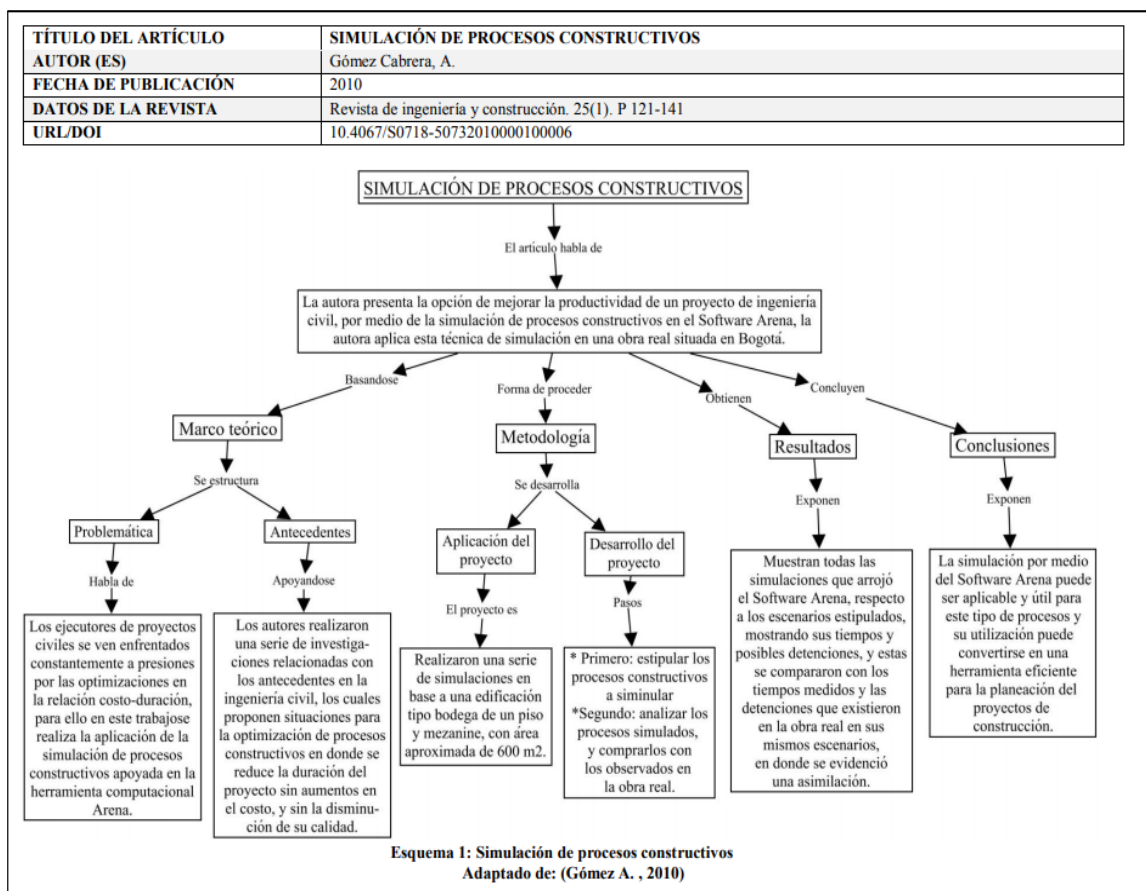 TÍTULO DEL ARTÍCULO SIMULACIÓN DE PROCESOS CONSTRUCTIVOS
AUTOR (ES) Gómez Cabrera, A.
FECHA DE PUBLICACIÓN 2010
DATOS DE LA REVISTA Revista de ingeniería y construcción. 25(1). P 121-141
URL/DOI 10.4067/S0718-50732010000100006
SIMULACIÓN DE PROCESOS CONSTRUCTIVOS
El artículo habla de
La autora presenta la opción de mejorar la productividad de un proyecto de ingeniería
civil, por medio de la simulación de procesos constructivos en el Software Arena, la
autora aplica esta técnica de simulación en una obra real situada en Bogotá.
Basandose
Marco teórico
Se estructura
Problemática
Habla de
Los ejecutores de proyectos
civiles se ven enfrentados
constantemente a presiones
por las optimizaciones en
la relación costo-duración,
para ello en este trabajose
realiza la aplicación de la
simulación de procesos
constructivos apoyada en la
herramienta computacional
Arena.
Antecedentes
Apoyandose
Los autores realizaron una
serie de investiga-
ciones relacionadas con
los antecedentes en la
ingeniería civil, los cuales
proponen situaciones para
la optimización de procesos
constructivos en donde se
reduce la duración del
proyecto sin aumentos en
el costo, y sin la disminu-
ción de su calidad.
Forma de proceder
Metodología
Se desarrolla
Aplicación del
proyecto
El proyecto es
Realizaron una serie
de simulaciones en
base a una edificación
tipo bodega de un piso
y mezanine, con área
aproximada de 600 m2.
Desarrollo del
proyecto
Pasos
* Primero: estipular los
procesos constructivos
a siminular
*Segundo: analizar los
procesos simulados,
y comprarlos con
los observados en
la obra real.
Obtienen
Resultados
Exponen
Muestran todas las
simulaciones que arrojó
el Software Arena, respecto
a los escenarios estipulados,
mostrando sus tiempos y
posibles detenciones, y estas
se compararon con los
tiempos medidos y las
detenciones que existieron
en la obra real en sus
mismos escenarios,
en donde se evidenció
una asimilación.
Concluyen
Conclusiones
Exponen
La simulación por medio
del Software Arena puede
ser aplicable y útil para
este tipo de procesos y
su utilización puede
convertirse en una
herramienta eficiente
para la planeación del
proyectos de
construcción.
Esquema 1: Simulación de procesos constructivos
Adaptado de: (Gómez A. , 2010)